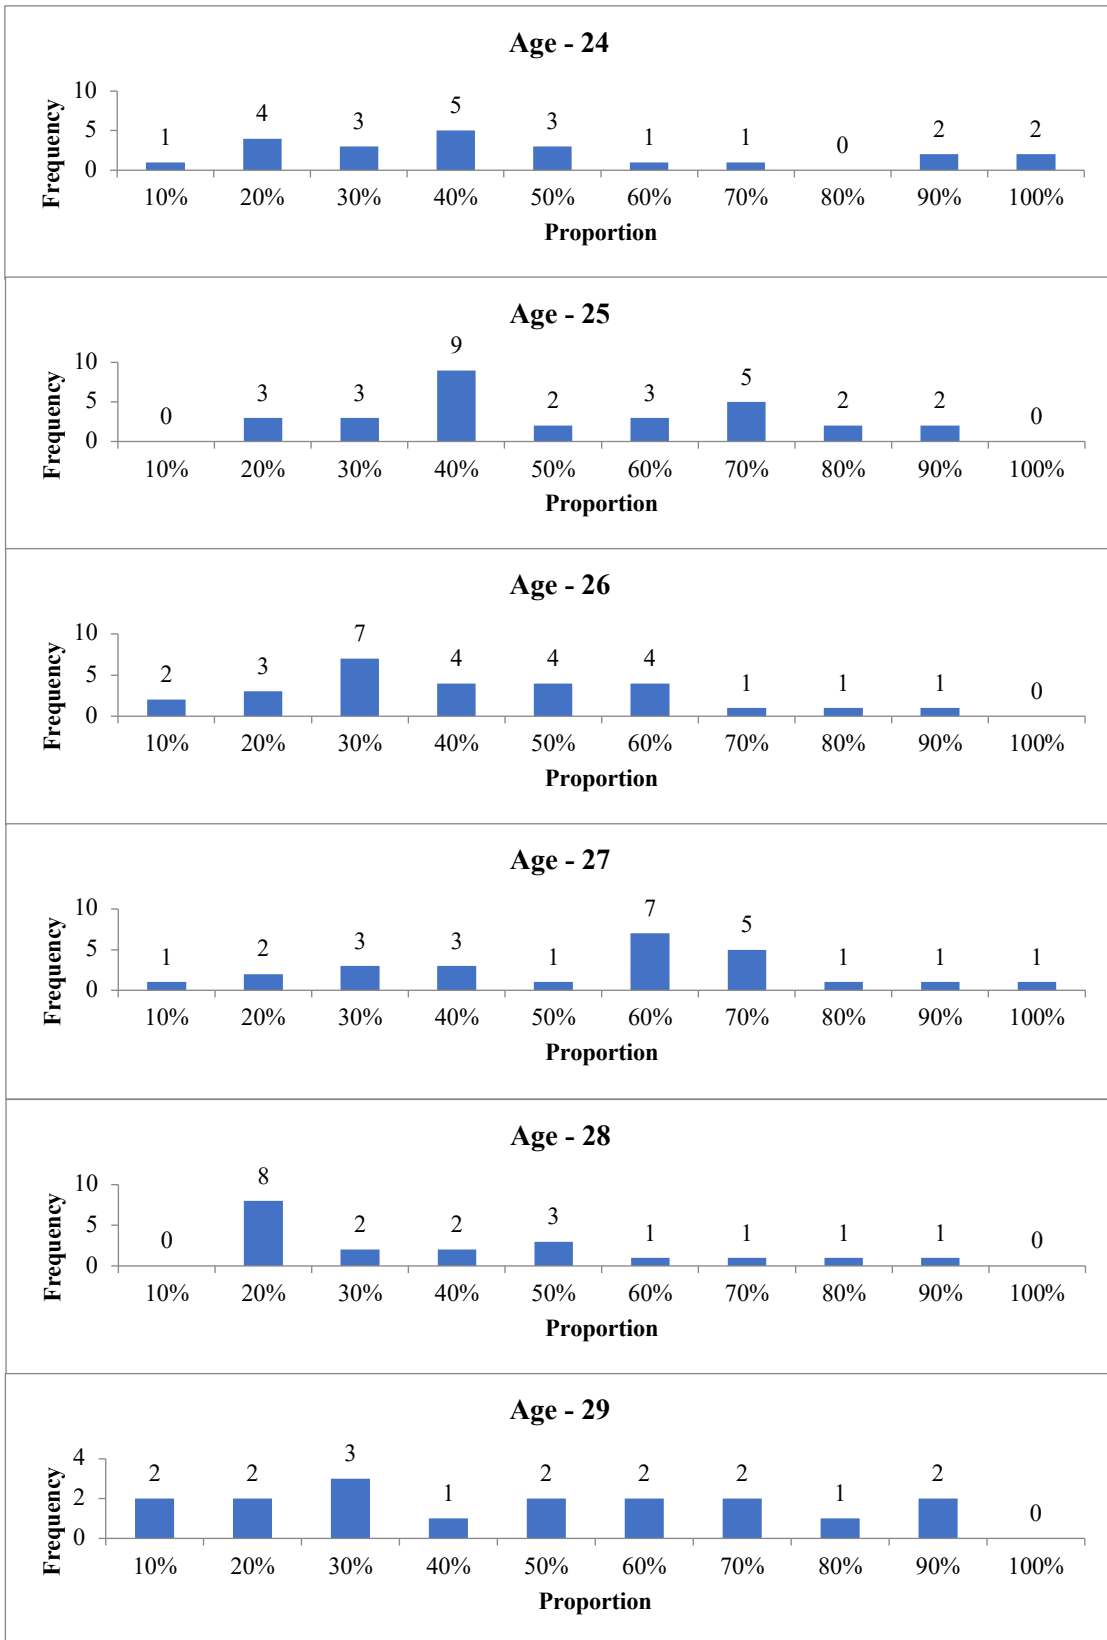 Age - 24
Frequency
10
5
0
1 4 3 5 3 1 1 0 2 2
10% 20% 30% 40% 50% 60% 70% 80% 90% 100%
Proportion
Age - 25
Frequency
10
5
0
0 3 3 9 2 3 5 2 2 0
10% 20% 30% 40% 50% 60% 70% 80% 90% 100%
Proportion
Age - 26
Frequency
10
5
0
2 3 7 4 4 4 1 1 1 0
10% 20% 30% 40% 50% 60% 70% 80% 90% 100%
Proportion
Age - 27
Frequency
10
5
0
1 2 3 3 1 7 5 1 1 1
10% 20% 30% 40% 50% 60% 70% 80% 90% 100%
Proportion
Age - 28
Frequency
10
5
0
0 8 2 2 3 1 1 1 1 0
10% 20% 30% 40% 50% 60% 70% 80% 90% 100%
Proportion
Age - 29
Frequency
4
2
0
2 2 3 1 2 2 2 1 2 0
10% 20% 30% 40% 50% 60% 70% 80% 90% 100%
Proportion